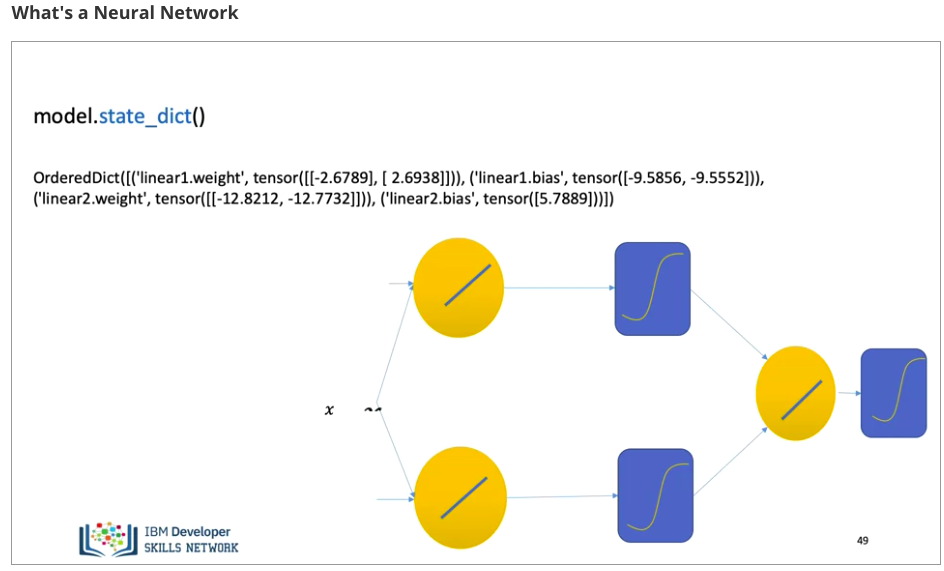 What's a Neural Network
model.state_dict()
OrderedDict([('linear1.weight', tensor([[-2.6789], [ 2.6938]])), ('linear1.bias', tensor([-9.5856, -9.5552])),
('linear2.weight', tensor([[-12.8212, -12.7732]])), ('linear2.bias', tensor([5.7889]))])
x
IBM Developer
SKILLS NETWORK
49